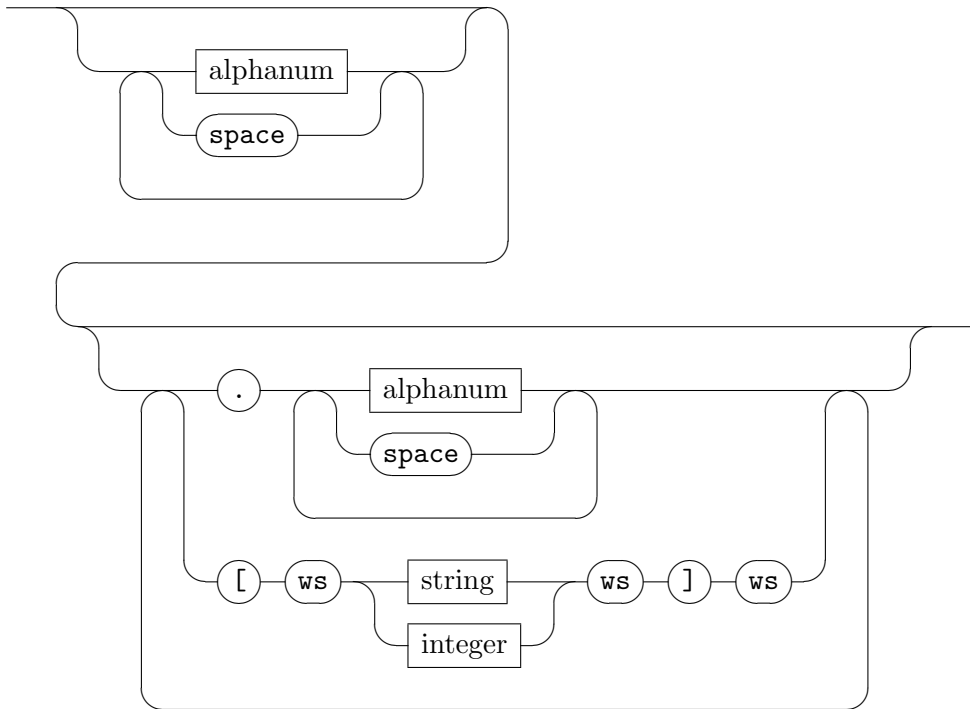 alphanum
space
. alphanum
space
[ ws string ws ] ws
integer